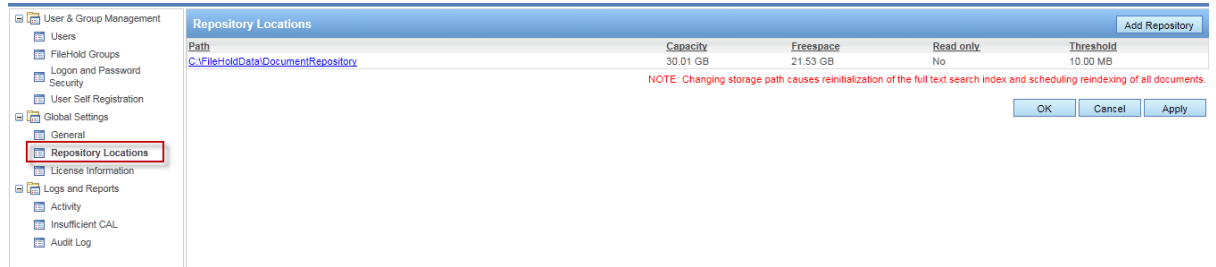 User & Group Management
Users
FileHold Groups
Logon and Password
Security
User Self Registration
Global Settings
General
Repository Locations
License Information
Logs and Reports
Activity
Insufficient CAL
Audit Log
Repository Locations Add Repository
Path Capacity Freespace Read only Threshold
C:\FileHoldData\DocumentRepository 30.01 GB 21.53 GB No 10.00 MB
NOTE: Changing storage path causes reinitialization of the full text search index and scheduling reindexing of all documents.
OK Cancel Apply